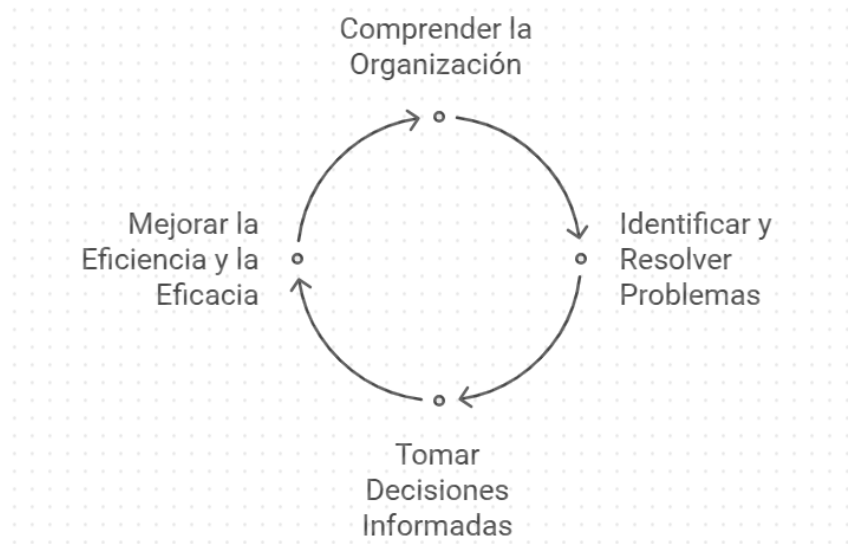 Comprender la
Organización
Identificar y
Resolver
Problemas
Tomar
Decisiones
Informadas
Mejorar la
Eficiencia y la
Eficacia